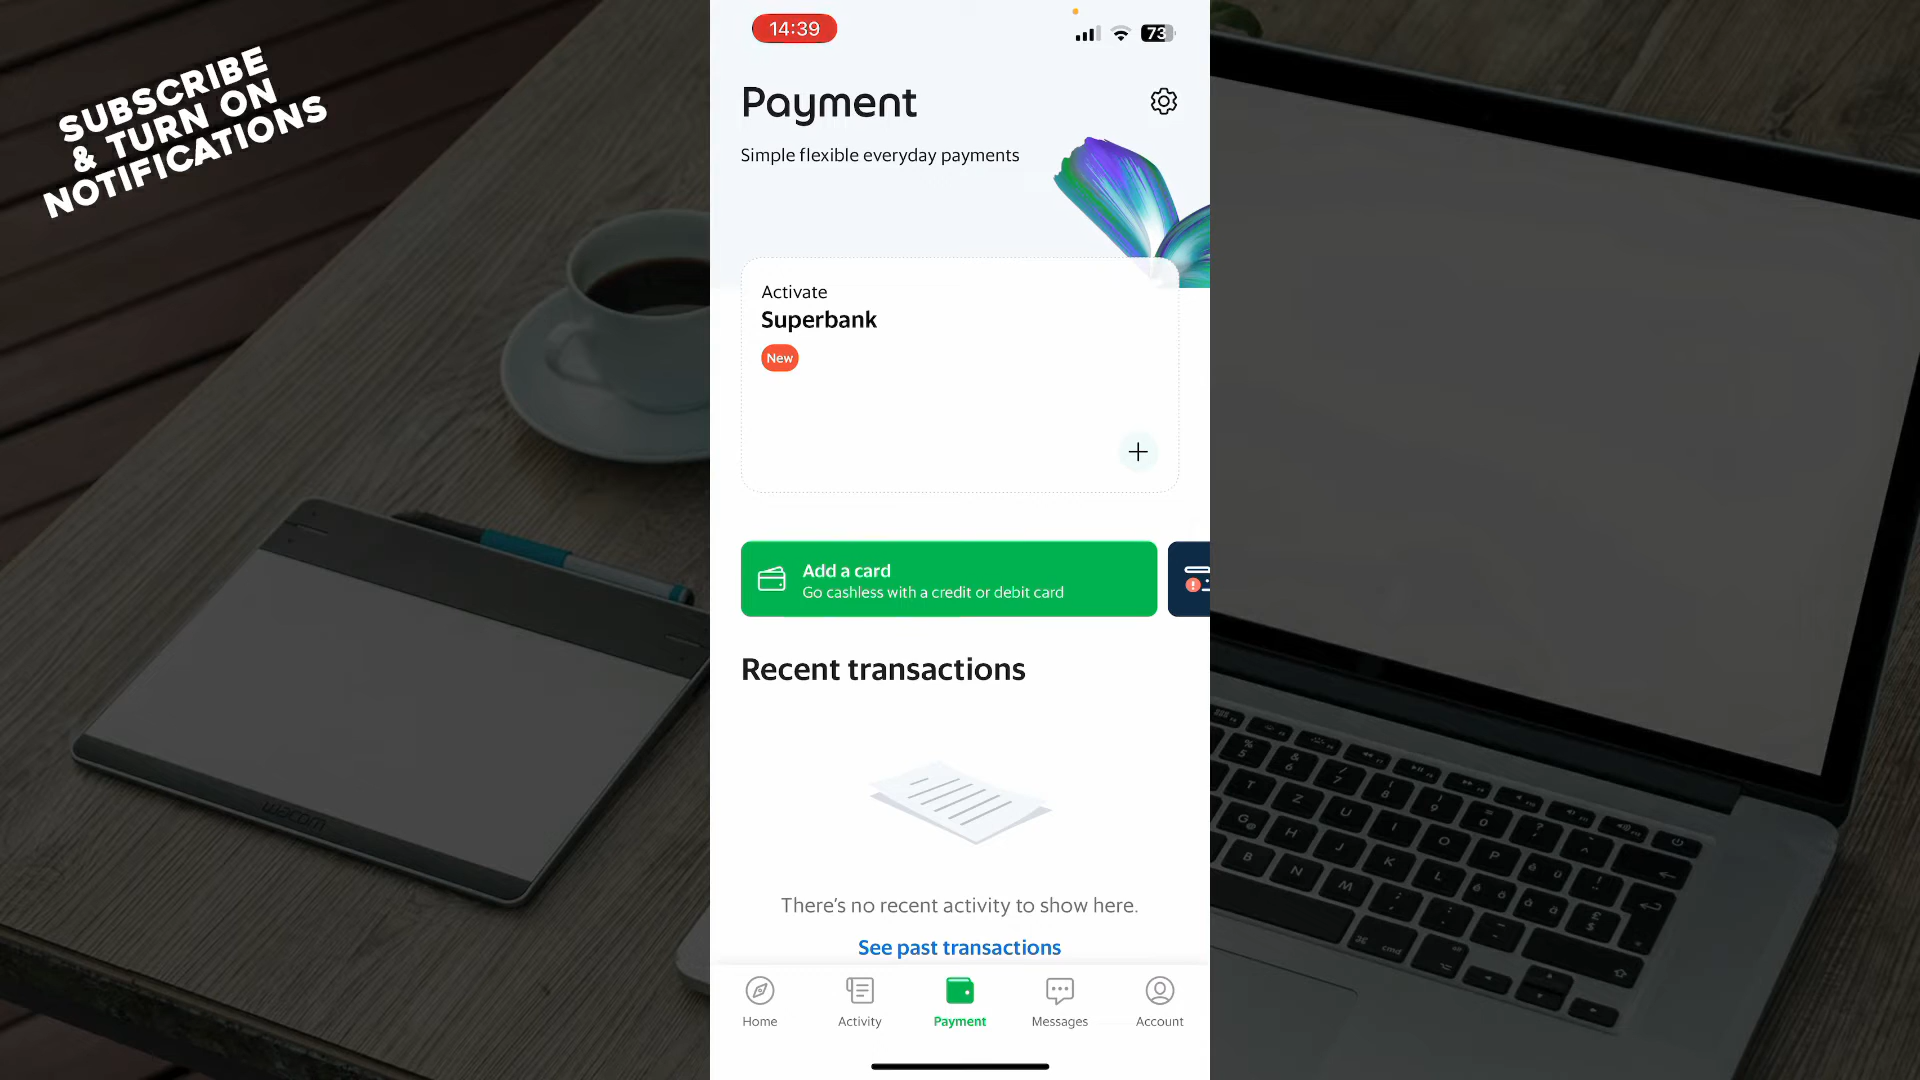 SUBSCRIBE
& TURN ON
NOTIFICATIONS
14:39
73
Payment
Simple flexible everyday payments
Activate
Superbank
New
Add a card
Go cashless with a credit or debit card
Recent transactions
There's no recent activity to show here.
See past transactions
Home
Activity
Payment
Messages
Account
wacom